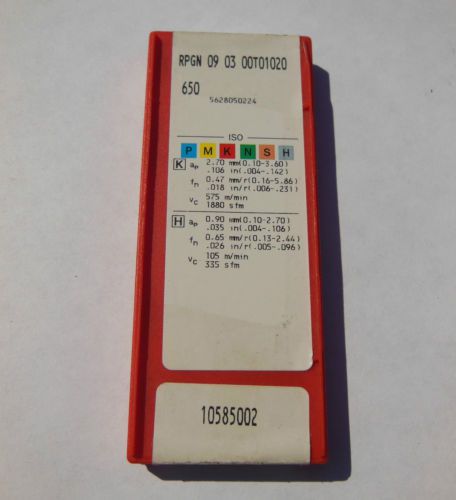 RPGN 09 03 00T01020
650
5628050224
ISO
P M K N S H
K ap 2.70 mm(0.10-3.60)
.106 in(.004-.142)
fn 0.47 mm/r(0.16-5.86)
.018 in/r(.006-.231)
vc 575 m/min
1880 sfm
H ap 0.90 mm(0.10-2.70)
.035 in(.004-.106)
fn 0.65 mm/r(0.13-2.44)
.026 in/r(.005-.096)
vc 105 m/min
335 sfm
10585002